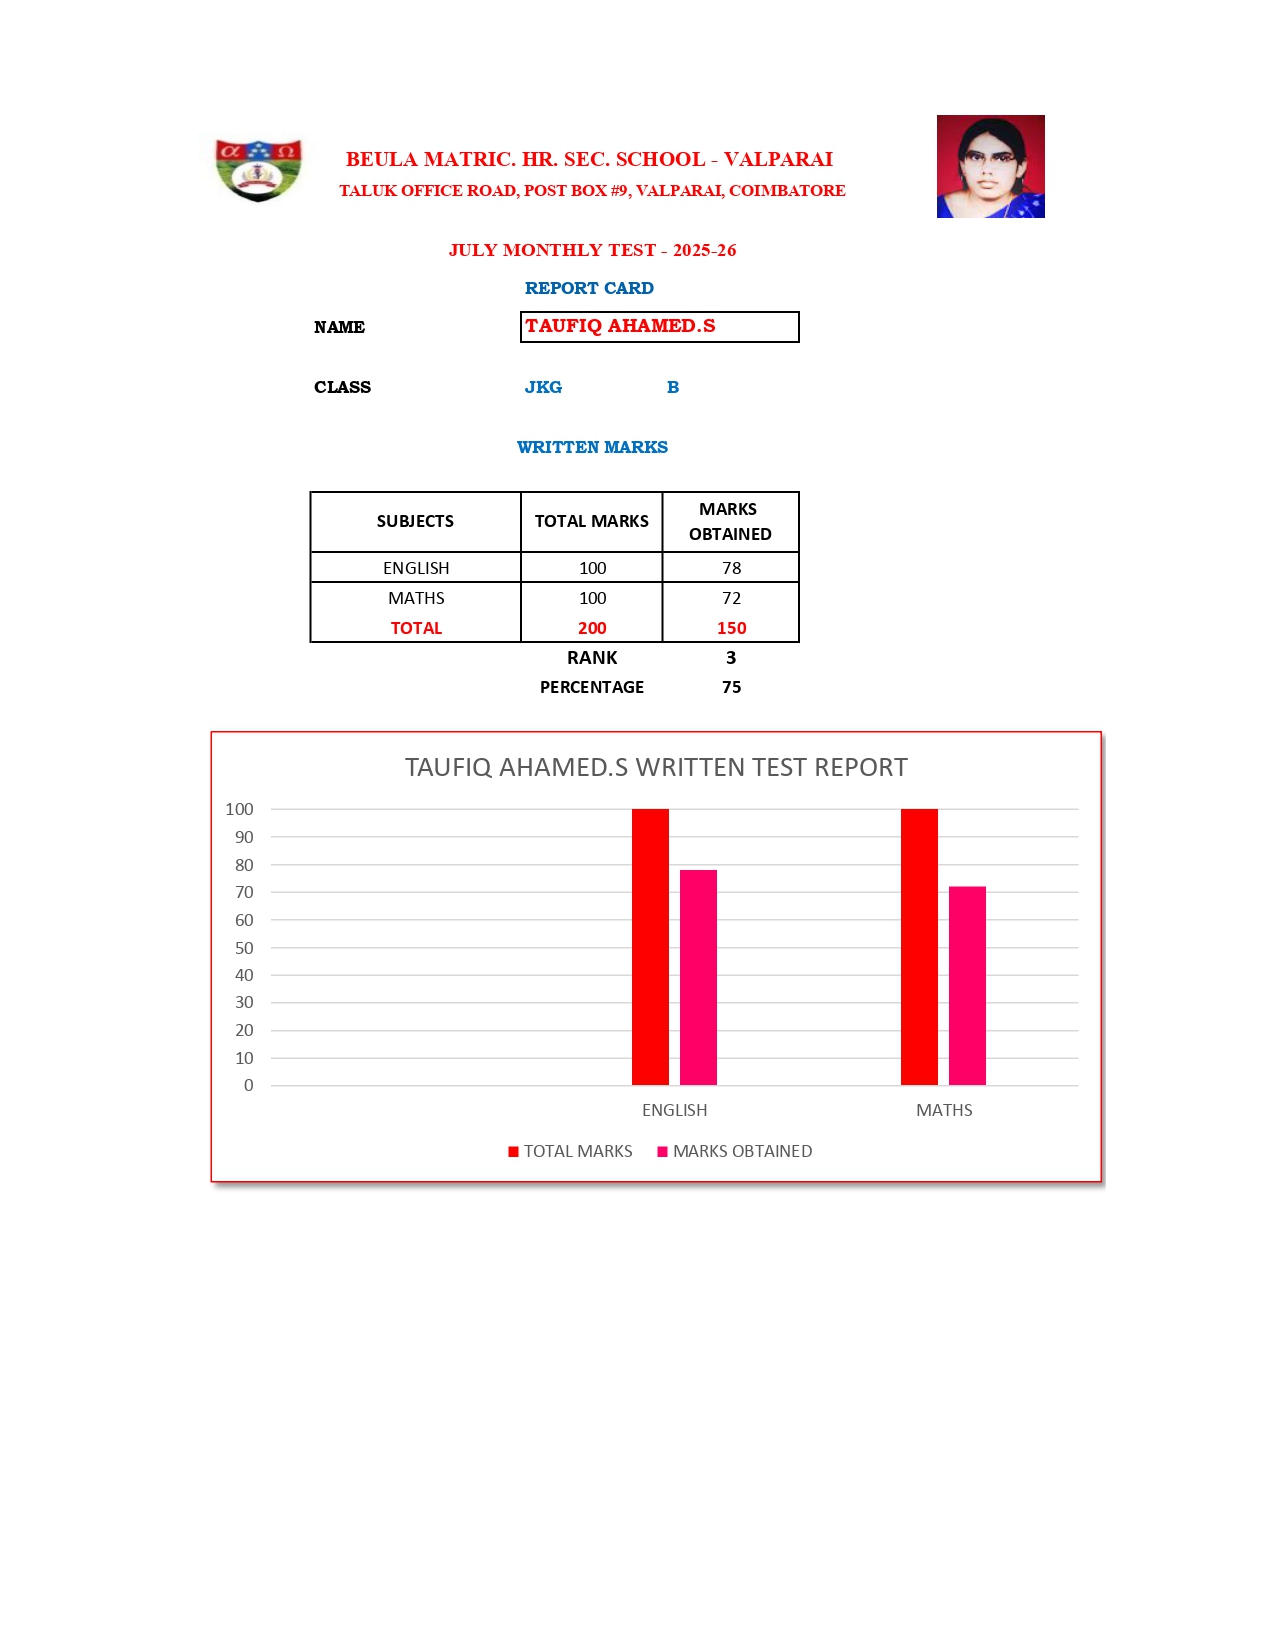 α Ω
BEULA MATRIC. HR. SEC. SCHOOL - VALPARAI
TALUK OFFICE ROAD, POST BOX #9, VALPARAI, COIMBATORE
JULY MONTHLY TEST - 2025-26
REPORT CARD
NAME TAUFIQ AHAMED.S
CLASS JKG B
WRITTEN MARKS
SUBJECTS TOTAL MARKS MARKS OBTAINED
ENGLISH 100 78
MATHS 100 72
TOTAL 200 150
RANK 3
PERCENTAGE 75
TAUFIQ AHAMED.S WRITTEN TEST REPORT
100
90
80
70
60
50
40
30
20
10
0
ENGLISH MATHS
TOTAL MARKS MARKS OBTAINED